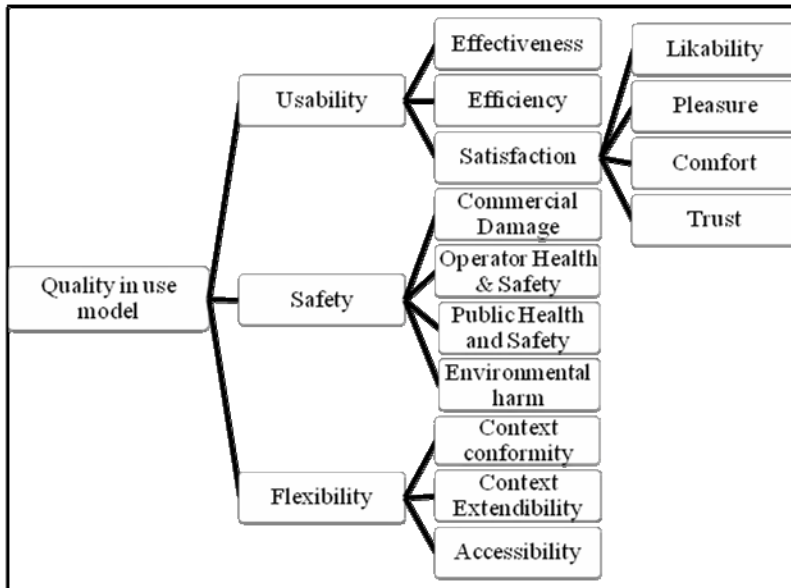 Quality in use
model
Usability
Effectiveness
Efficiency
Satisfaction
Likability
Pleasure
Comfort
Trust
Safety
Commercial
Damage
Operator Health
& Safety
Public Health
and Safety
Environmental
harm
Flexibility
Context
conformity
Context
Extendibility
Accessibility